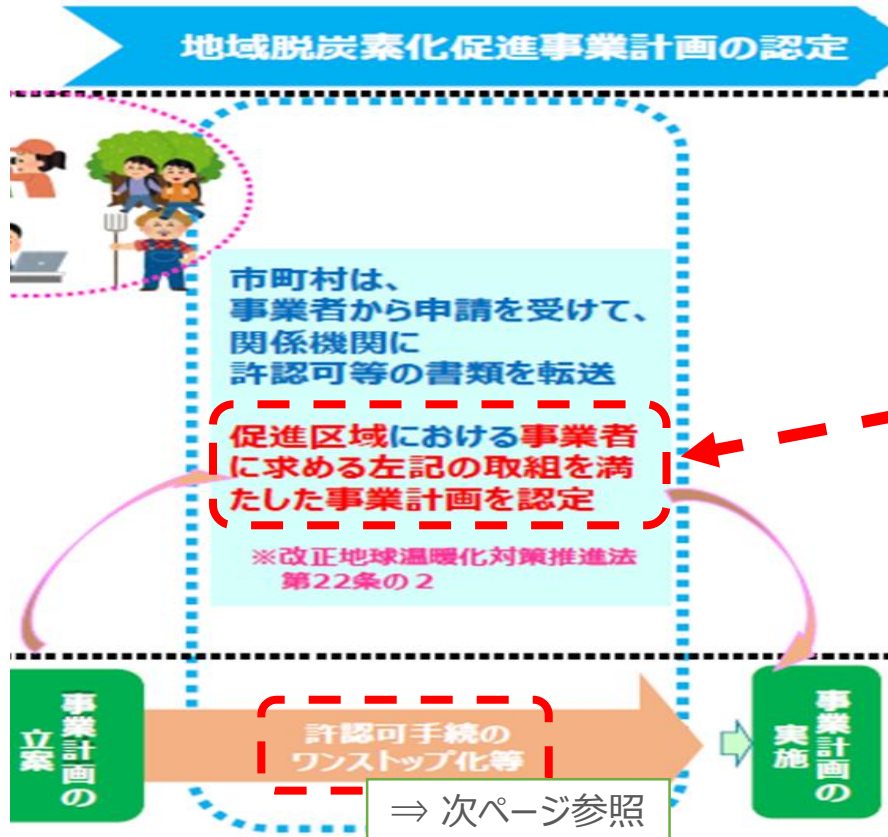 地域脱炭素化促進事業計画の認定
市町村は、
事業者から申請を受けて、
関係機関に
許認可等の書類を転送
促進区域における事業者
に求める左記の取組を満
たした事業計画を認定
※改正地球温暖化対策推進法
第22条の2
事業計画の
立案
許認可手続の
ワンストップ化等
事業計画の
実施
⇒ 次ページ参照